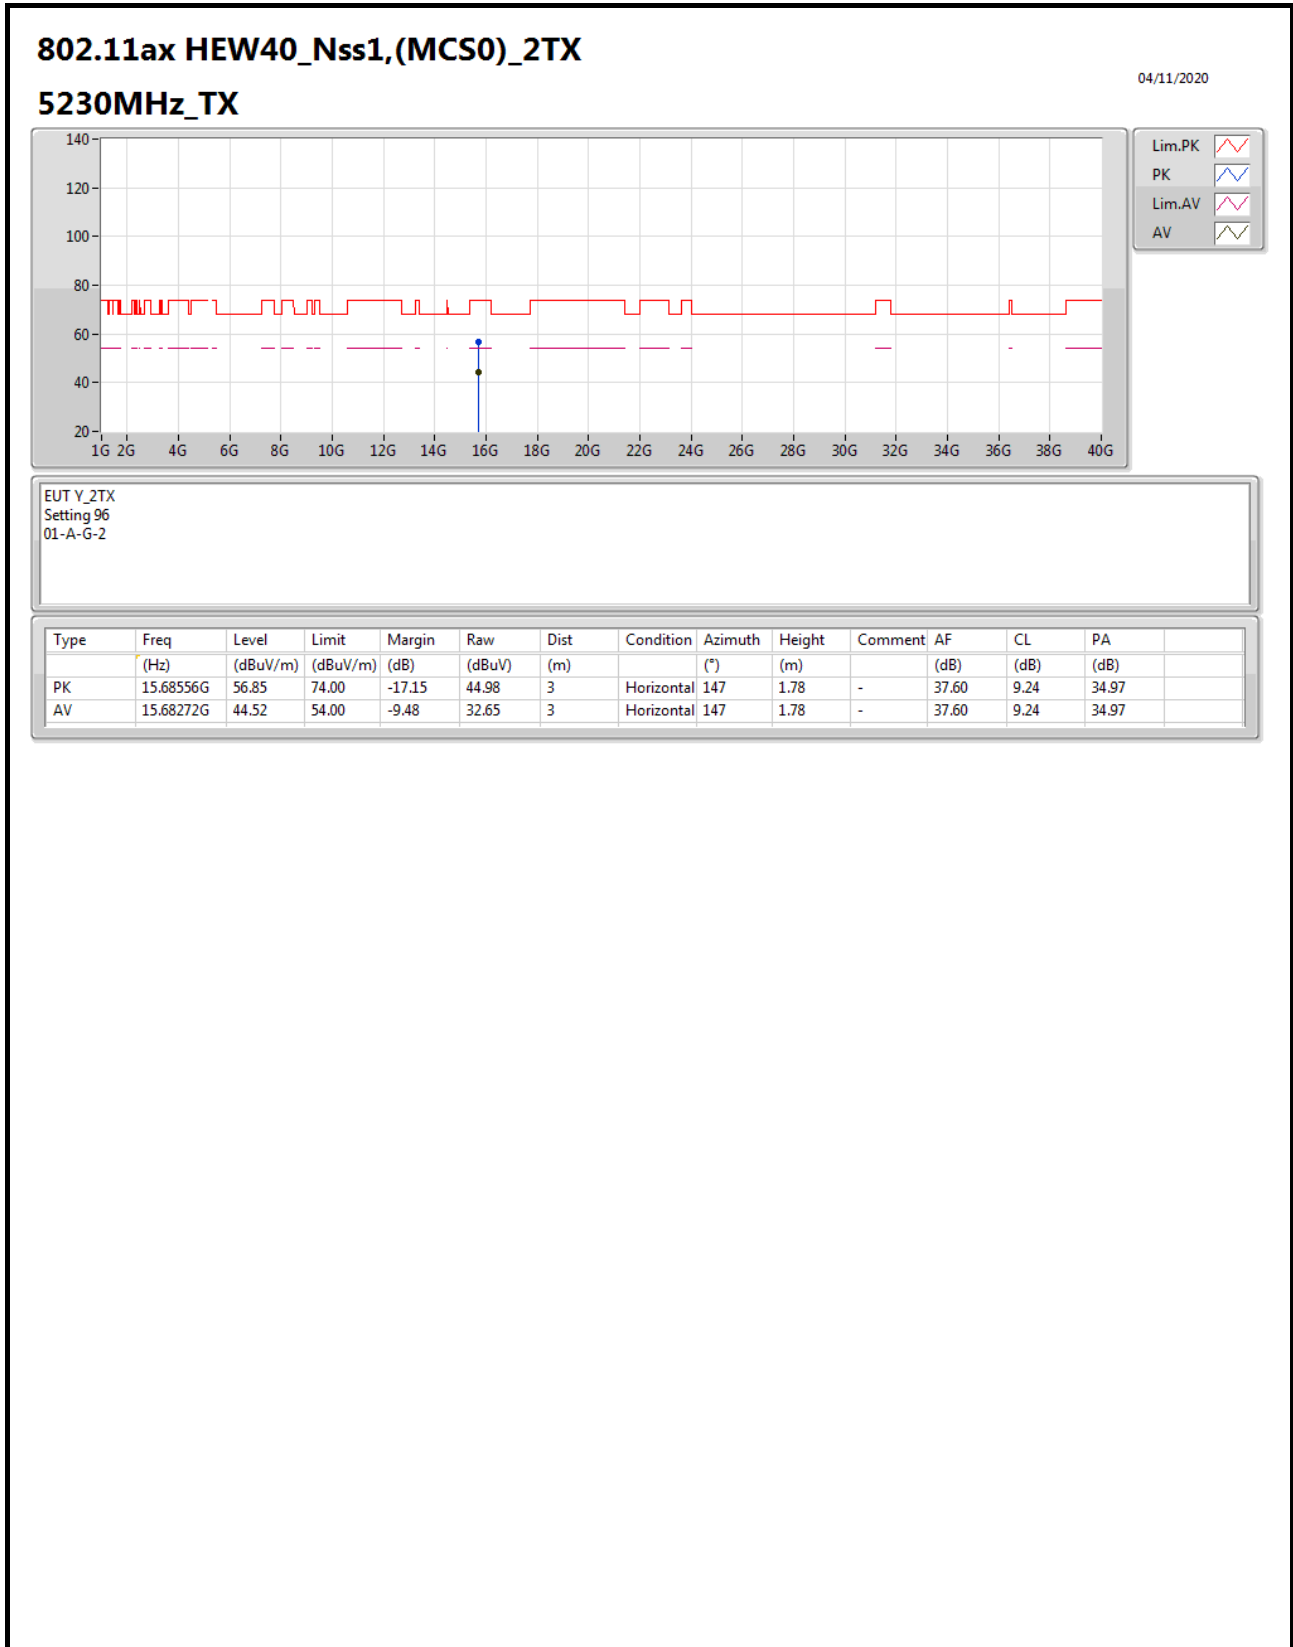 802.11ax HEW40_Nss1,(MCS0)_2TX
04/11/2020
5230MHz_TX
140
120
100
80
60
40
20
1G 2G 4G 6G 8G 10G 12G 14G 16G 18G 20G 22G 24G 26G 28G 30G 32G 34G 36G 38G 40G
Lim.PK
PK
Lim.AV
AV
EUT Y_2TX
Setting 96
01-A-G-2
Type Freq Level Limit Margin Raw Dist Condition Azimuth Height Comment AF CL PA
(Hz) (dBuV/m) (dBuV/m) (dB) (dBuV) (m) (°) (m) (dB) (dB) (dB)
PK 15.68556G 56.85 74.00 -17.15 44.98 3 Horizontal 147 1.78 - 37.60 9.24 34.97
AV 15.68272G 44.52 54.00 -9.48 32.65 3 Horizontal 147 1.78 - 37.60 9.24 34.97